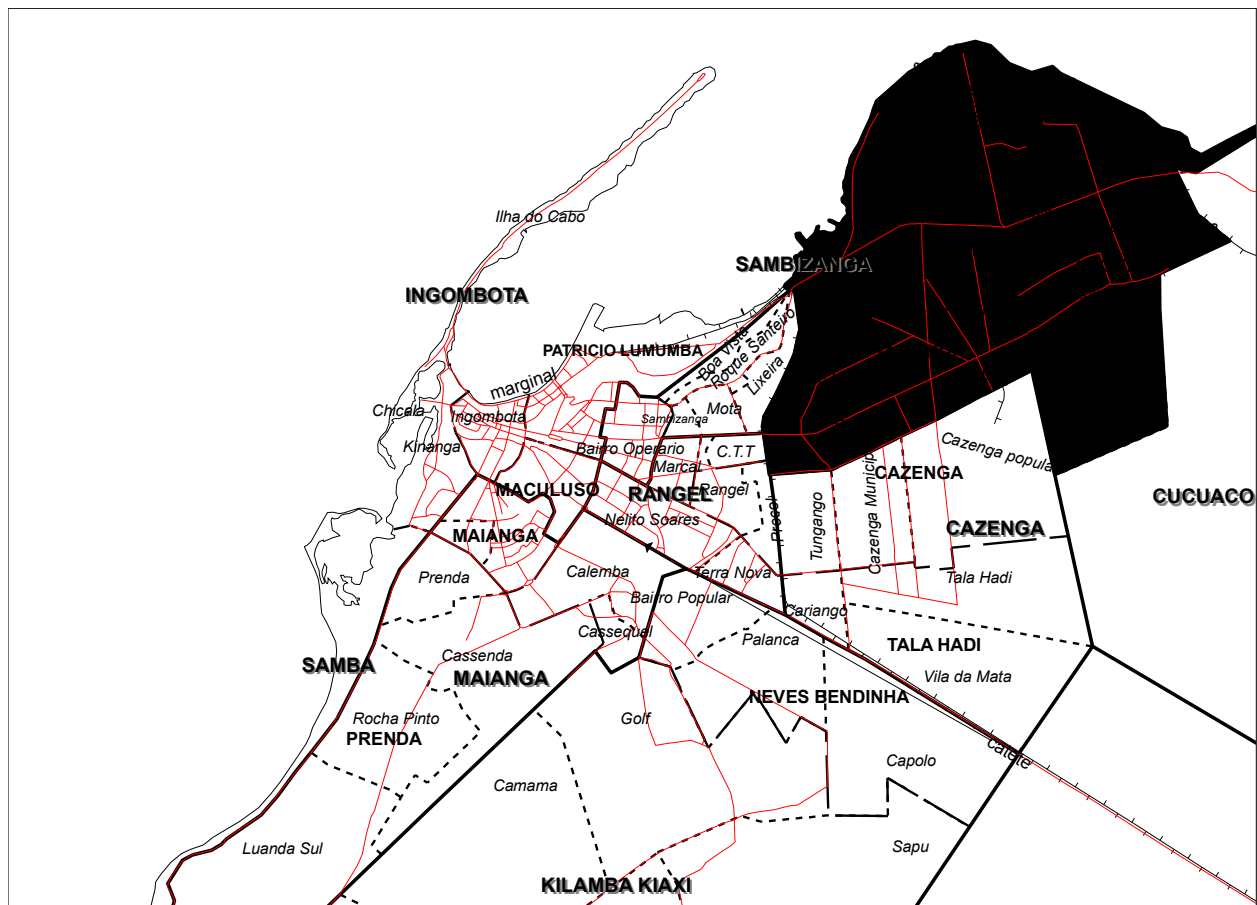 Ilha do Cabo
SAMBIZANGA
INGOMBOTA
PATRICIO LUMUMBA
Boa Vista
Roque Santeiro
Lixeira
marginal
Chicala
Ingombota
Sambizanga
Mota
Kinanga
Bairro Operario
C.T.T
Marcal
Cazenga popula
CAZENGA
Cazenga Municip
MACULUSO
RANGEL
Rangel
CUCUACO
Precol
Tungango
Nelito Soares
CAZENGA
MAIANGA
Prenda
Calemba
Terra Nova
Tala Hadi
Bairro Popular
Cariango
Cassequel
Palanca
TALA HADI
Cassenda
SAMBA
MAIANGA
Vila da Mata
NEVES BENDINHA
Rocha Pinto
Golf
PRENDA
catete
Capolo
Camama
Luanda Sul
Sapu
KILAMBA KIAXI